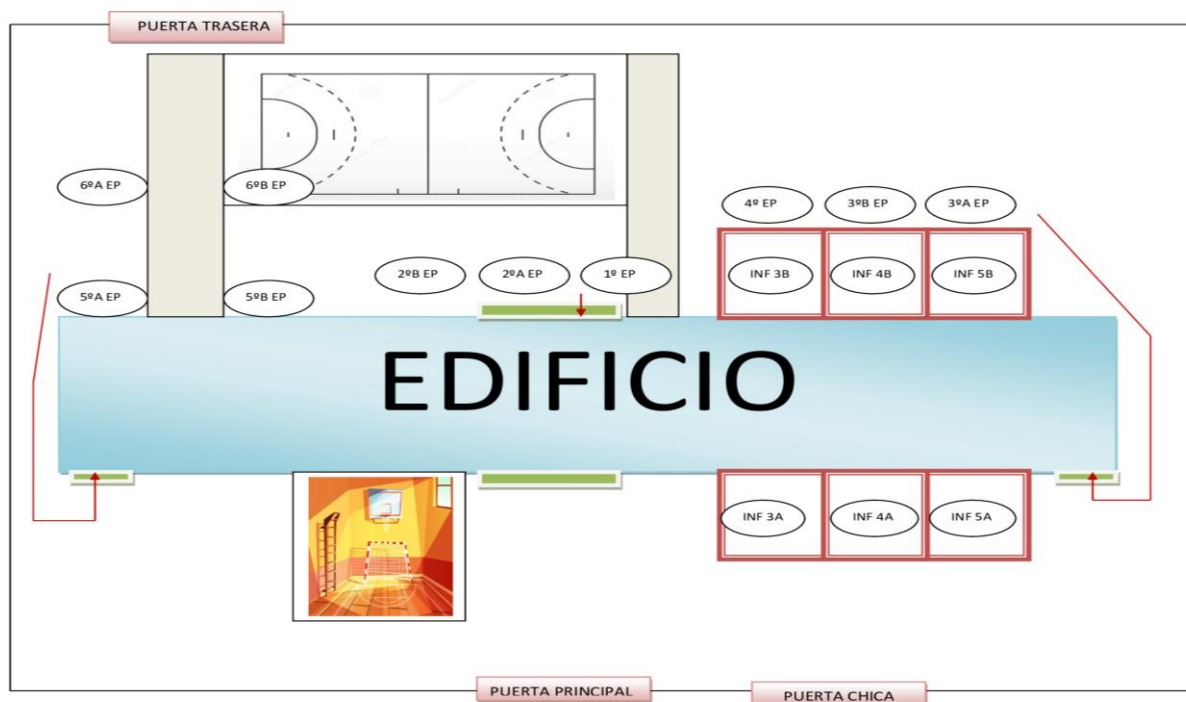 PUERTA TRASERA
6ºA EP
6ºB EP
4º EP
3ºB EP
3ºA EP
5ºA EP
5ºB EP
2ºB EP
2ºA EP
1º EP
INF 3B
INF 4B
INF 5B
EDIFICIO
INF 3A
INF 4A
INF 5A
PUERTA PRINCIPAL
PUERTA CHICA